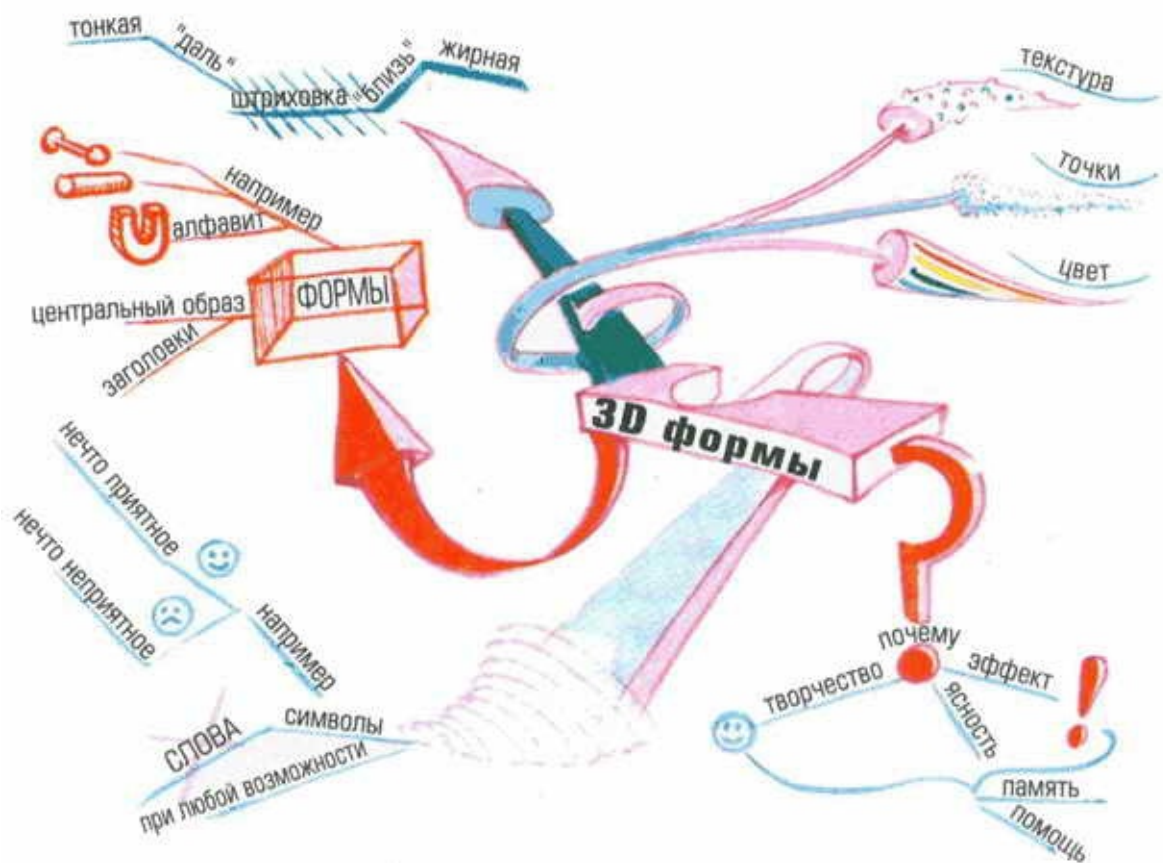 тонкая
"даль"
штриховка
"близь"
жирная
текстура
точки
цвет
например
алфавит
ФОРМЫ
центральный образ
заголовки
3D формы
нечто приятное
нечто неприятное
например
символы
СЛОВА
при любой возможности
почему
творчество
эффект
ясность
память
помощь